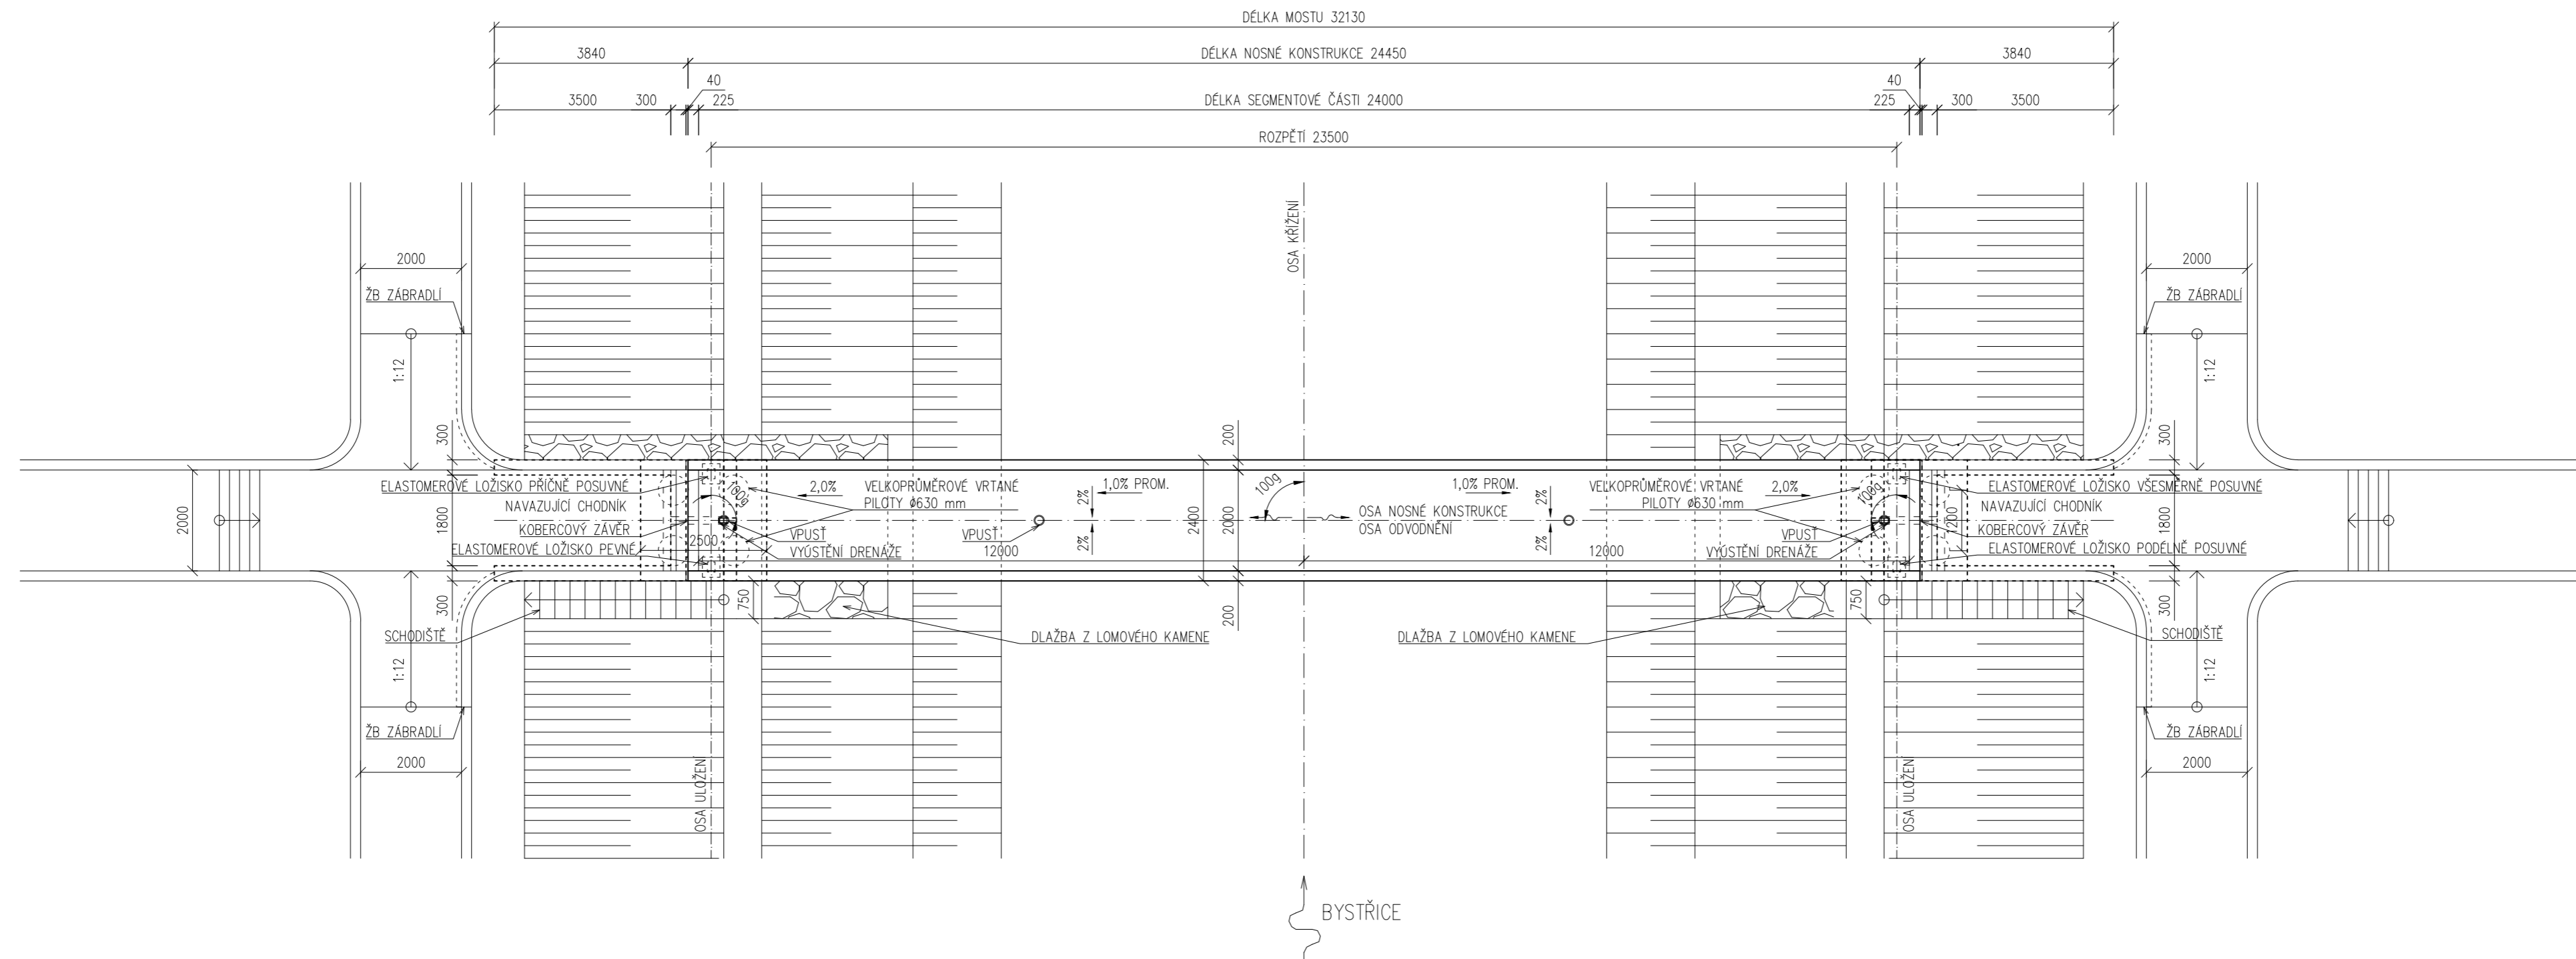 DÉLKA MOSTU 32130
3840
DÉLKA NOSNÉ KONSTRUKCE 24450
3840
40
40
3500
300
225
DÉLKA SEGMENTOVÉ ČÁSTI 24000
225
300
3500
ROZPĚTÍ 23500
OSA KŘÍŽENÍ
2000
2000
ŽB ZÁBRADLÍ
ŽB ZÁBRADLÍ
1:12
1:12
300
200
300
ELASTOMEROVÉ LOŽISKO PŘÍČNĚ POSUVNÉ
NAVAZUJÍCÍ CHODNÍK
KOBERCOVÝ ZÁVĚR
ELASTOMEROVÉ LOŽISKO PEVNÉ
2000
1800
2500
100g
2,0%
VELKOPRŮMĚROVÉ VRTANÉ
PILOTY ø630 mm
VPUSŤ
VYÚSTĚNÍ DRENÁŽE
VPUSŤ
2%
2%
1,0% PROM.
12000
2400
2000
100g
OSA NOSNÉ KONSTRUKCE
OSA ODVODNĚNÍ
1,0% PROM.
2%
2%
12000
VELKOPRŮMĚROVÉ VRTANÉ
PILOTY ø630 mm
2,0%
VPUSŤ
VYÚSTĚNÍ DRENÁŽE
100g
1200
ELASTOMEROVÉ LOŽISKO VŠESMĚRNĚ POSUVNÉ
NAVAZUJÍCÍ CHODNÍK
KOBERCOVÝ ZÁVĚR
ELASTOMEROVÉ LOŽISKO PODÉLNĚ POSUVNÉ
1800
300
750
200
750
300
SCHODIŠTĚ
DLAŽBA Z LOMOVÉHO KAMENE
DLAŽBA Z LOMOVÉHO KAMENE
SCHODIŠTĚ
1:12
1:12
ŽB ZÁBRADLÍ
ŽB ZÁBRADLÍ
2000
2000
OSA ULOŽENÍ
OSA ULOŽENÍ
BYSTŘICE